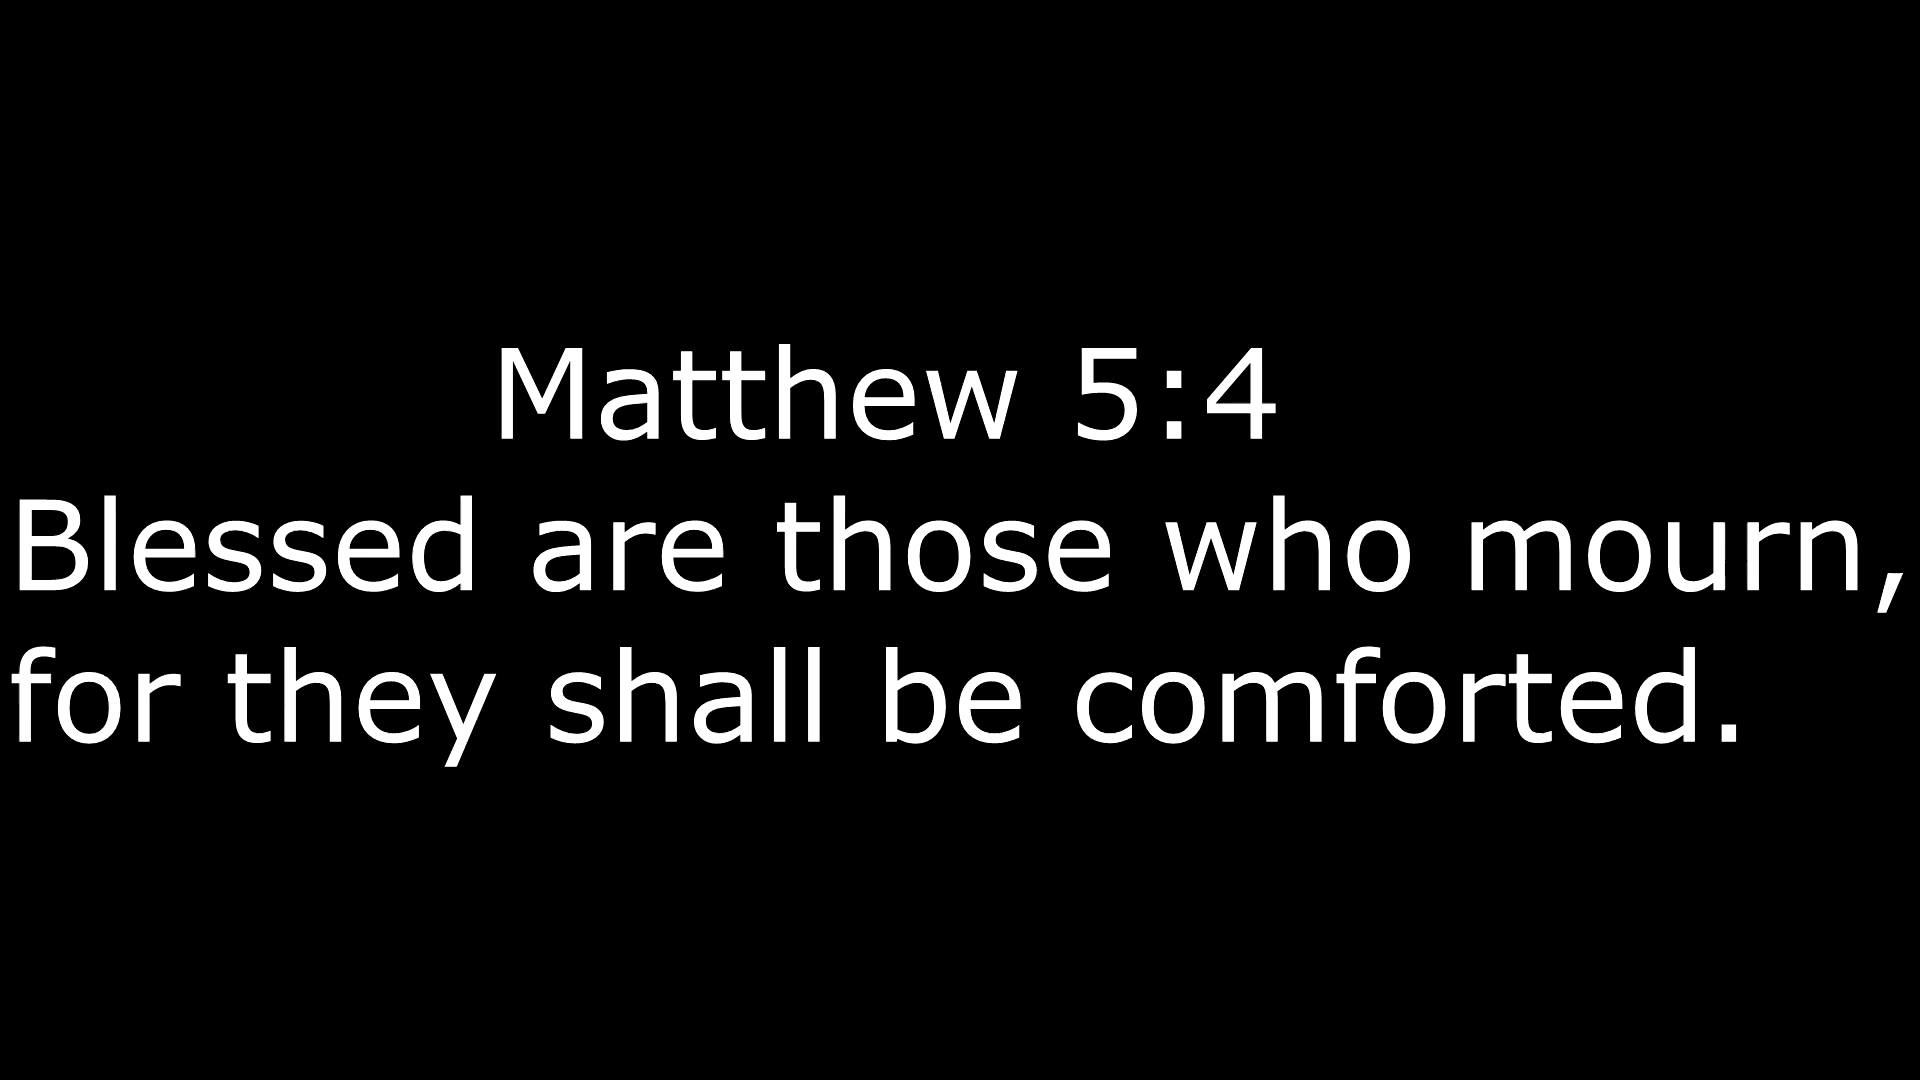 Matthew 5:4
Blessed are those who mourn,
for they shall be comforted.